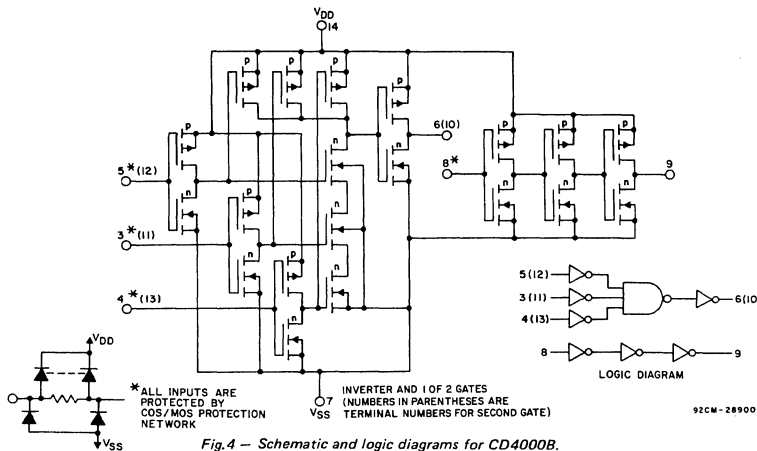 VDD
14
p
p
p
p
p
p
p
p
6(10)
p
n
n
8*
9
5*(12)
n
p
n
n
n
3*(11)
n
n
p
n
4*(13)
n
n
5(12)
3(11)
6(10
4(13)
8
9
LOGIC DIAGRAM
VDD
VSS
*ALL INPUTS ARE
PROTECTED BY
COS/MOS PROTECTION
NETWORK
7
VSS
INVERTER AND 1 OF 2 GATES
(NUMBERS IN PARENTHESES ARE
TERMINAL NUMBERS FOR SECOND GATE)
92CM-28900
Fig.4 — Schematic and logic diagrams for CD4000B.